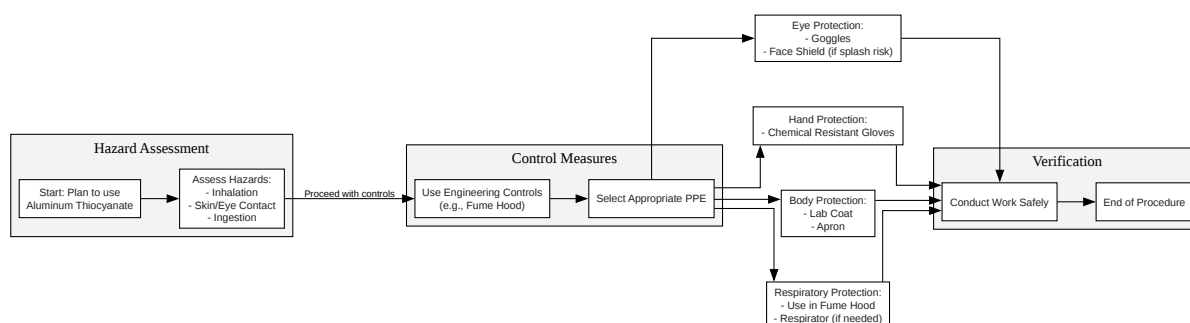 Hazard Assessment
Start: Plan to use
Aluminum Thiocyanate
Assess Hazards:
- Inhalation
- Skin/Eye Contact
- Ingestion
Proceed with controls
Control Measures
Use Engineering Controls
(e.g., Fume Hood)
Select Appropriate PPE
Eye Protection:
- Goggles
- Face Shield (if splash risk)
Hand Protection:
- Chemical Resistant Gloves
Body Protection:
- Lab Coat
- Apron
Respiratory Protection:
- Use in Fume Hood
- Respirator (if needed)
Verification
Conduct Work Safely
End of Procedure